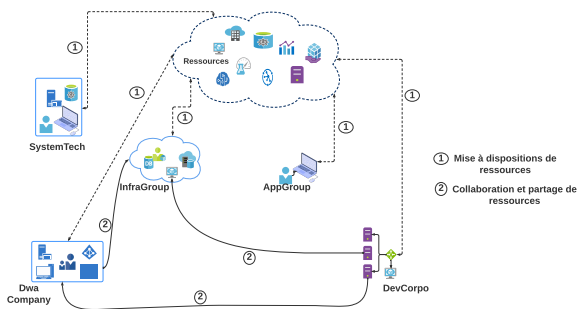 1
Ressources
1
1
1
1
SystemTech
1 Mise à dispositions de
ressources
InfraGroup
AppGroup
2 Collaboration et partage de
ressources
2
2
Dwa
Company
DevCorpo
2